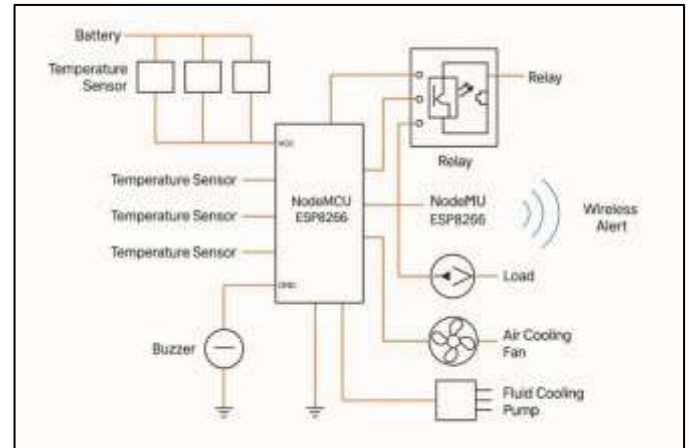 Battery
Temperature
Sensor
Relay
Relay
VCC
Temperature Sensor
NodeMCU
ESP8266
NodeMU
ESP8266
Wireless
Alert
Temperature Sensor
Temperature Sensor
Load
GND
Buzzer
Air Cooling
Fan
Fluid Cooling
Pump